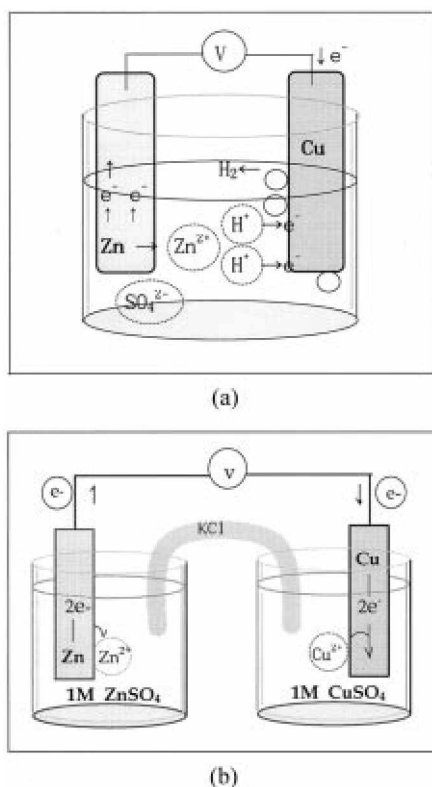 V
↓ e⁻
Cu
H₂ ←
↑
e⁻ e⁻
↑ ↑
H⁺ → e⁻
Zn → Zn²⁺
H⁺ → e⁻
SO₄²⁻
(a)
v
e- ↑
↓ e-
KCl
Cu
2e-
2e⁻
Zn
Zn²⁺
Cu²⁺
1M ZnSO₄
1M CuSO₄
(b)